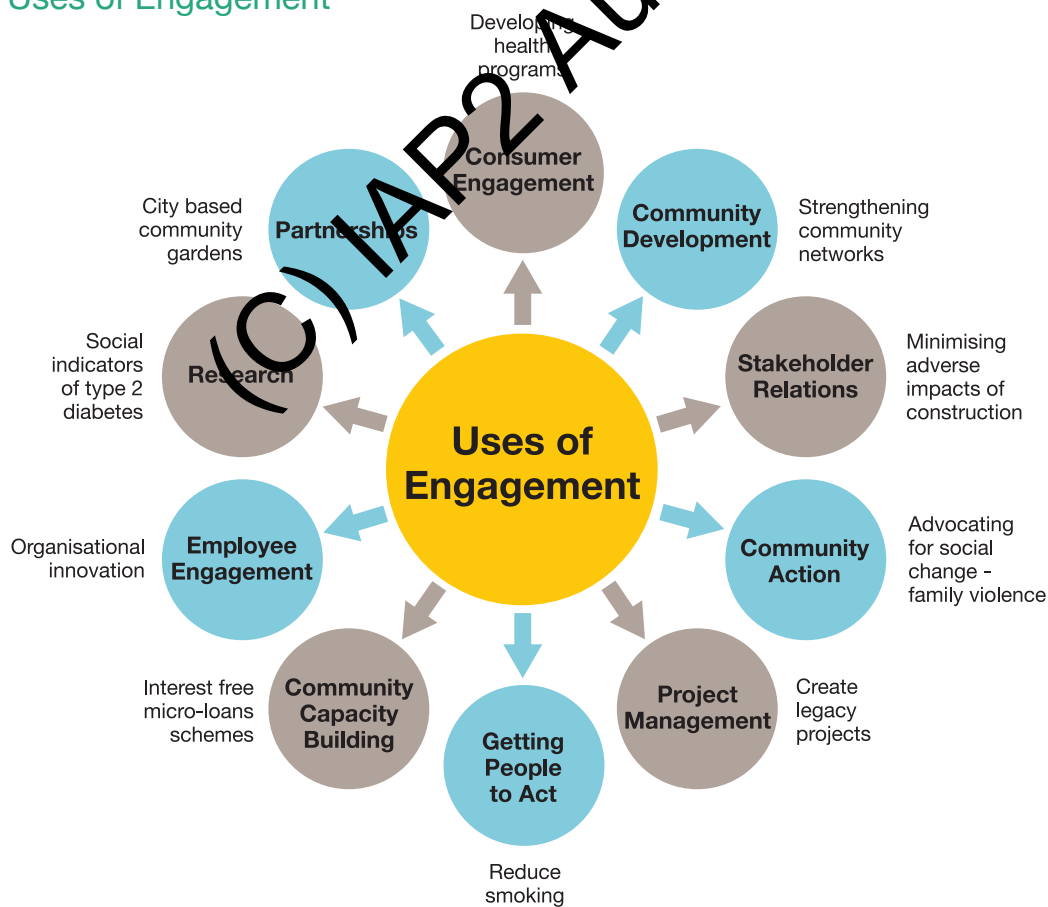 Uses of Engagement
Developing
health
programs
Consumer
Engagement
Community
Development
Strengthening
community
networks
Stakeholder
Relations
Minimising
adverse
impacts of
construction
Community
Action
Advocating
for social
change -
family violence
Project
Management
Create
legacy
projects
Getting
People
to Act
Reduce
smoking
Community
Capacity
Building
Interest free
micro-loans
schemes
Employee
Engagement
Organisational
innovation
Research
Social
indicators
of type 2
diabetes
Partnerships
City based
community
gardens
Uses of
Engagement
(C) IAP2 Au